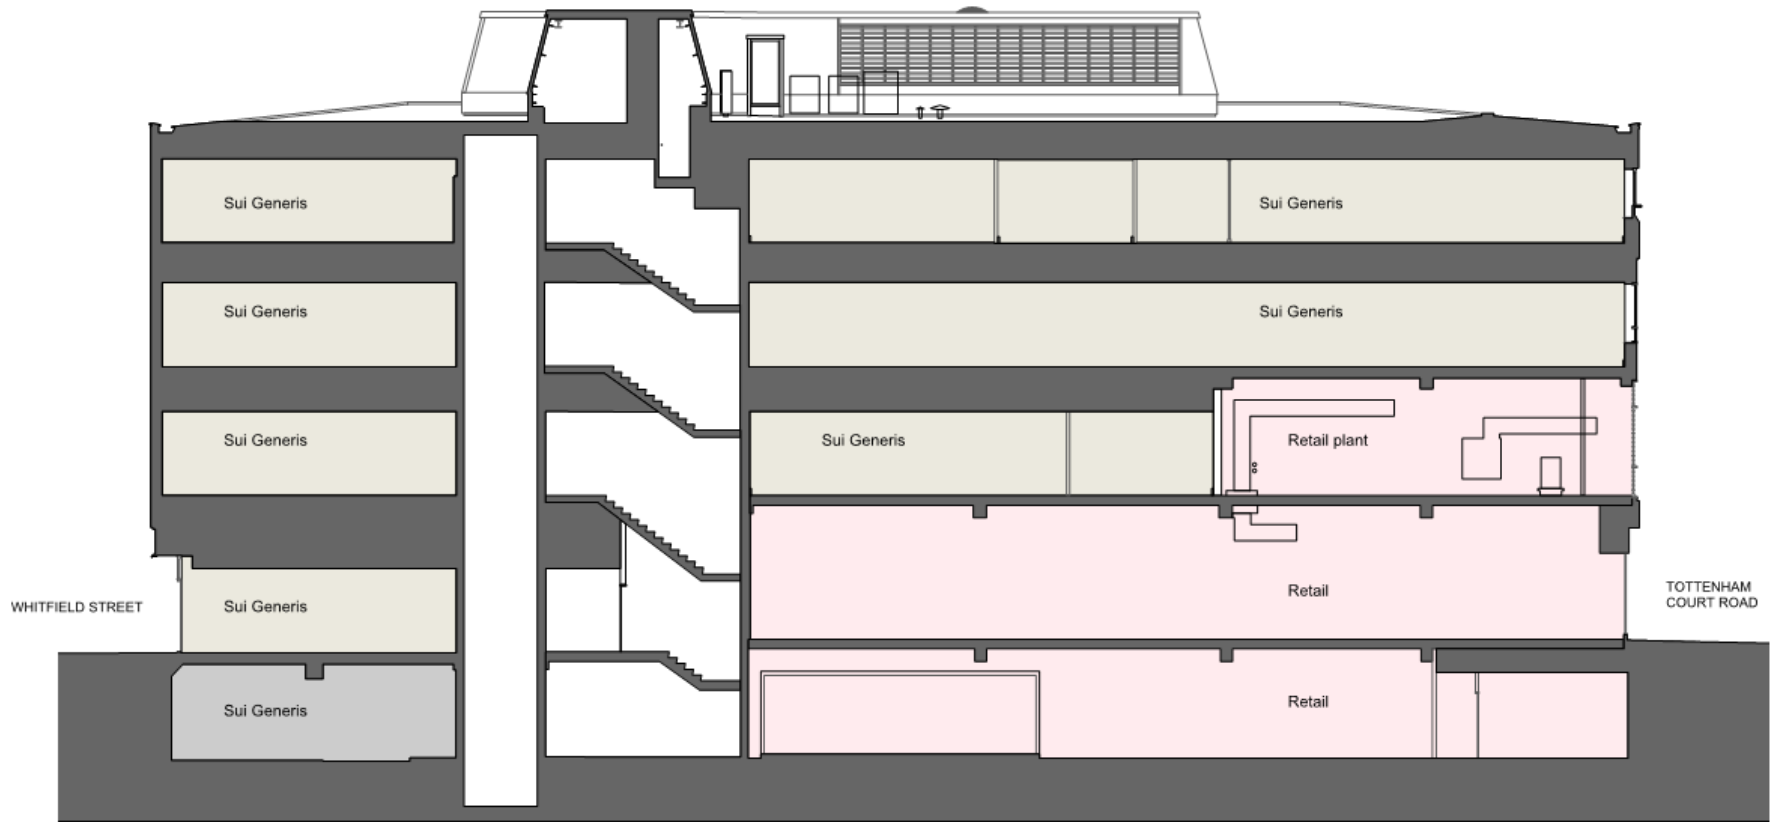 Sui Generis
Sui Generis
Sui Generis
Sui Generis
Sui Generis
Sui Generis
Retail plant
WHITFIELD STREET
Sui Generis
Retail
TOTTENHAM
COURT ROAD
Sui Generis
Retail